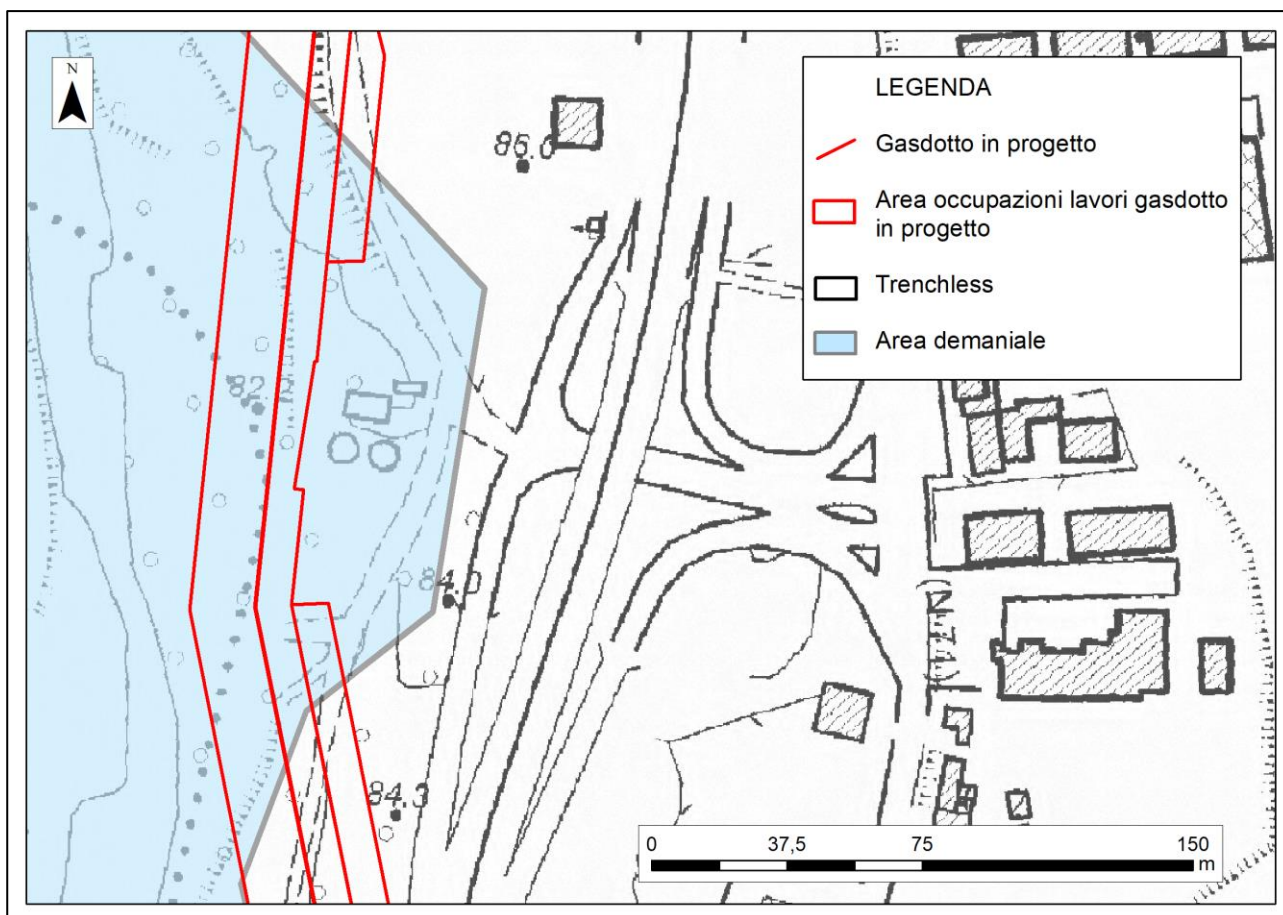 N
LEGENDA
Gasdotto in progetto
Area occupazioni lavori gasdotto
in progetto
Trenchless
Area demaniale
86.0
82
84.0
84.3
0 37,5 75 150
m